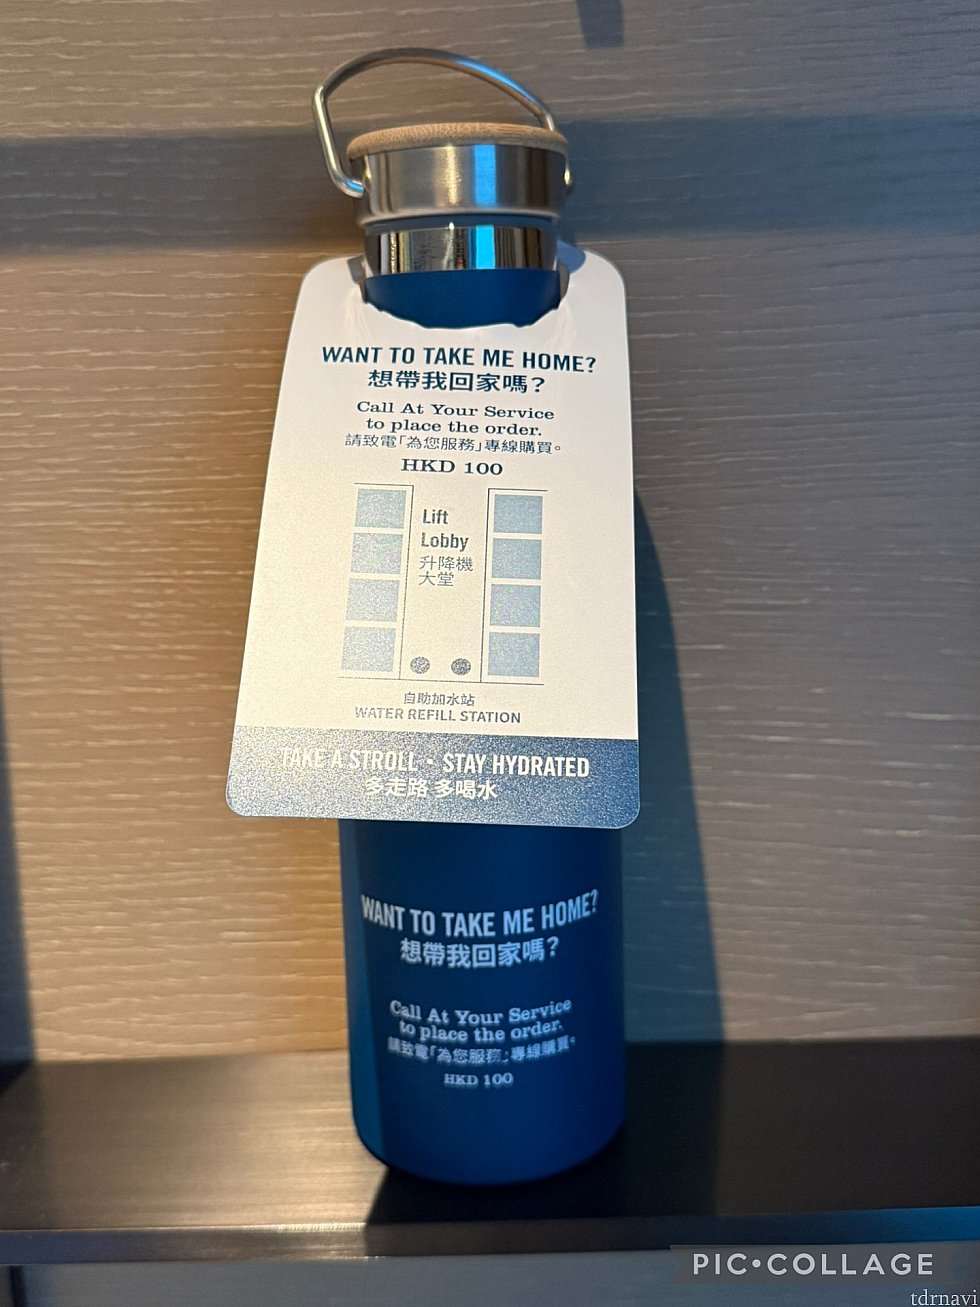 WANT TO TAKE ME HOME?
想帶我回家嗎？
Call At Your Service
to place the order.
請致電「為您服務」專線購買。
HKD 100
Lift
Lobby
升降機
大堂
自助加水站
WATER REFILL STATION
TAKE A STROLL • STAY HYDRATED
多走路 多喝水
WANT TO TAKE ME HOME?
想帶我回家嗎？
Call At Your Service
to place the order.
請致電「為您服務」專線購買。
HKD 100
PIC•COLLAGE
tdrnavi